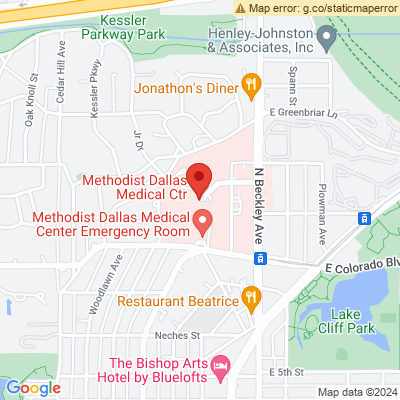 Map error: g.co/staticmaperror
Kessler
Parkway Park
Henley-Johnston
& Associates, Inc
Oak Knoll St
Cedar Hill Ave
Kessler Pkwy
Jonathon's Diner
Spann St
E Greenbriar Ln
Jr Dr
Methodist Dallas
Medical Ctr
N Beckley Ave
Plowman Ave
Methodist Dallas Medical
Center Emergency Room
Woodlawn Ave
E Colorado Blv
Restaurant Beatrice
Lake
Cliff Park
Neches St
The Bishop Arts
Hotel by Bluelofts
E 5th St
Google
Map data ©2024